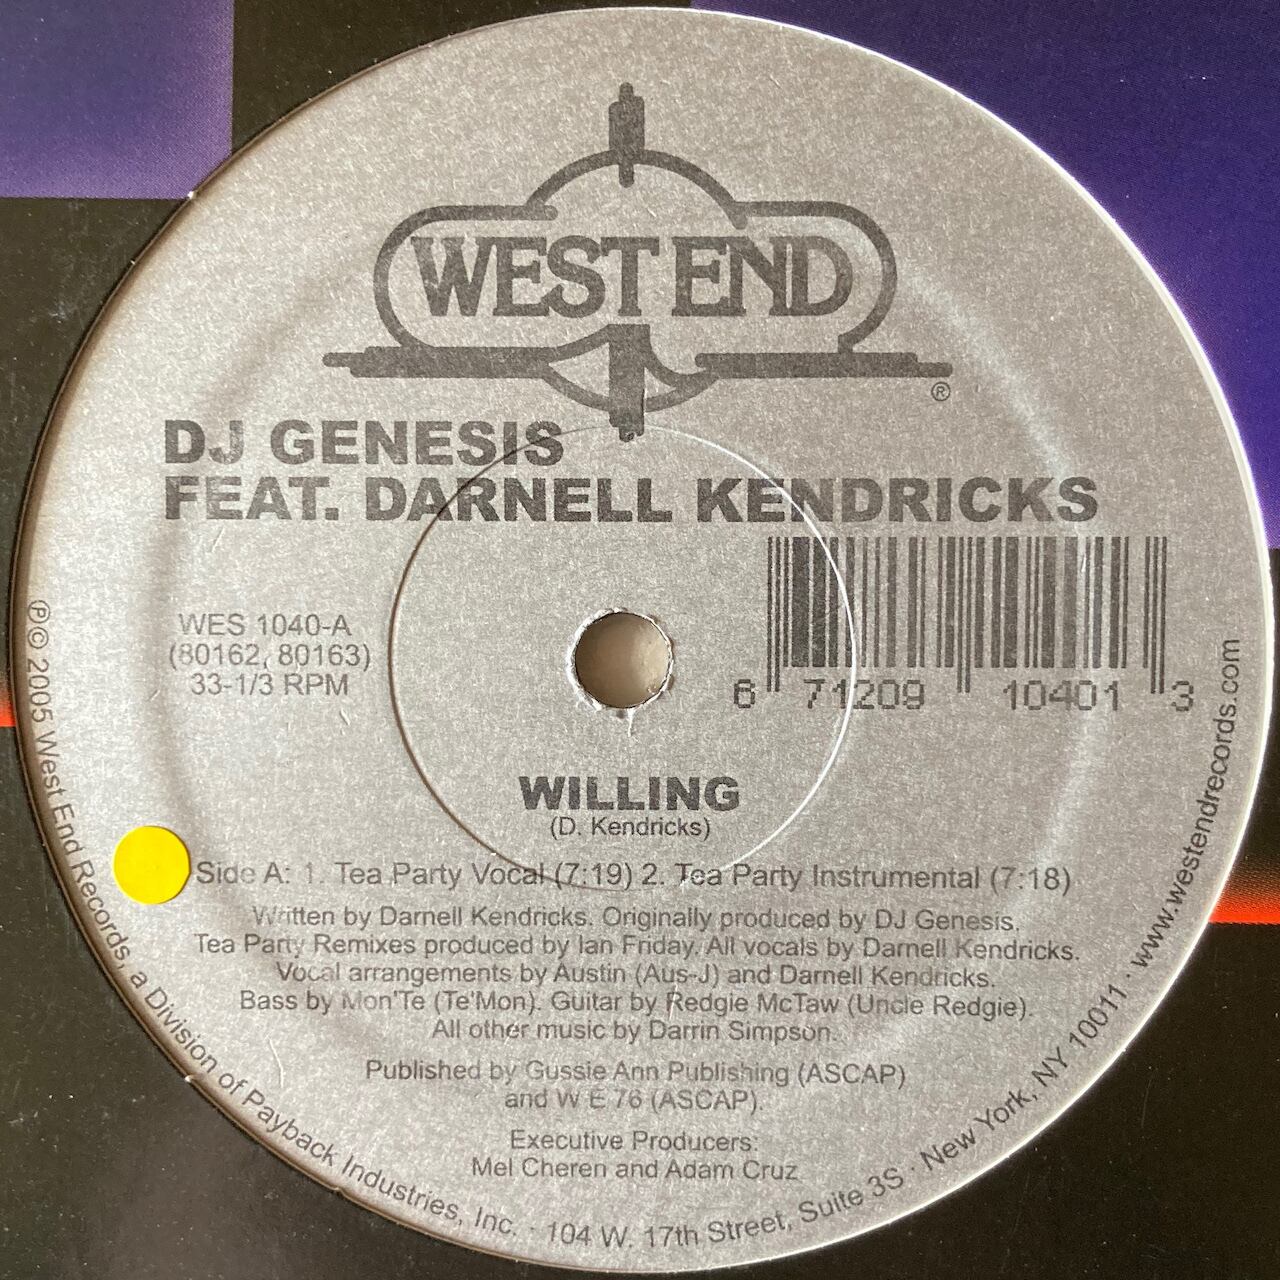 WEST END
®
DJ GENESIS
FEAT. DARNELL KENDRICKS
WES 1040-A
(80162, 80163)
33-1/3 RPM
6 71209 10401 3
WILLING
(D. Kendricks)
Side A: 1. Tea Party Vocal (7:19) 2. Tea Party Instrumental (7:18)
Written by Darnell Kendricks. Originally produced by DJ Genesis.
Tea Party Remixes produced by Ian Friday. All vocals by Darnell Kendricks.
Vocal arrangements by Austin (Aus-J) and Darnell Kendricks.
Bass by Mon'Te (Te'Mon). Guitar by Redgie McTaw (Uncle Redgie).
All other music by Darrin Simpson.
Published by Gussie Ann Publishing (ASCAP)
and W E 76 (ASCAP).
Executive Producers:
Mel Cheren and Adam Cruz
℗© 2005 West End Records, a Division of Payback Industries, Inc. · 104 W. 17th Street, Suite 3S · New York, NY 10011 · www.westendrecords.com